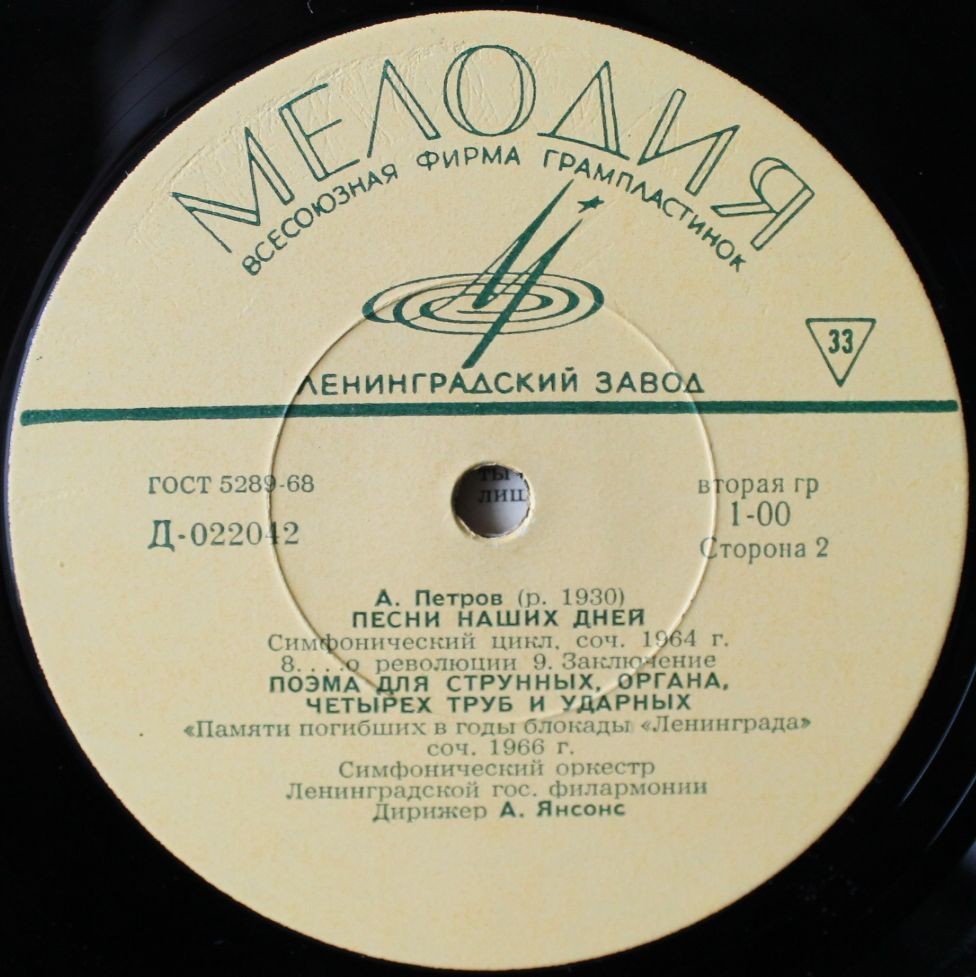 МЕЛОДИЯ
ВСЕСОЮЗНАЯ ФИРМА ГРАМПЛАСТИНОК
33
ЛЕНИНГРАДСКИЙ ЗАВОД
ГОСТ 5289-68
вторая гр
Д-022042
1-00
Сторона 2
ты
лиц
А. Петров (р. 1930)
ПЕСНИ НАШИХ ДНЕЙ
Симфонический цикл, соч. 1964 г.
8. . . .о революции 9. Заключение
ПОЭМА ДЛЯ СТРУННЫХ, ОРГАНА,
ЧЕТЫРЕХ ТРУБ И УДАРНЫХ
«Памяти погибших в годы блокады «Ленинграда»
соч. 1966 г.
Симфонический оркестр
Ленинградской гос. филармонии
Дирижер А. Янсонс